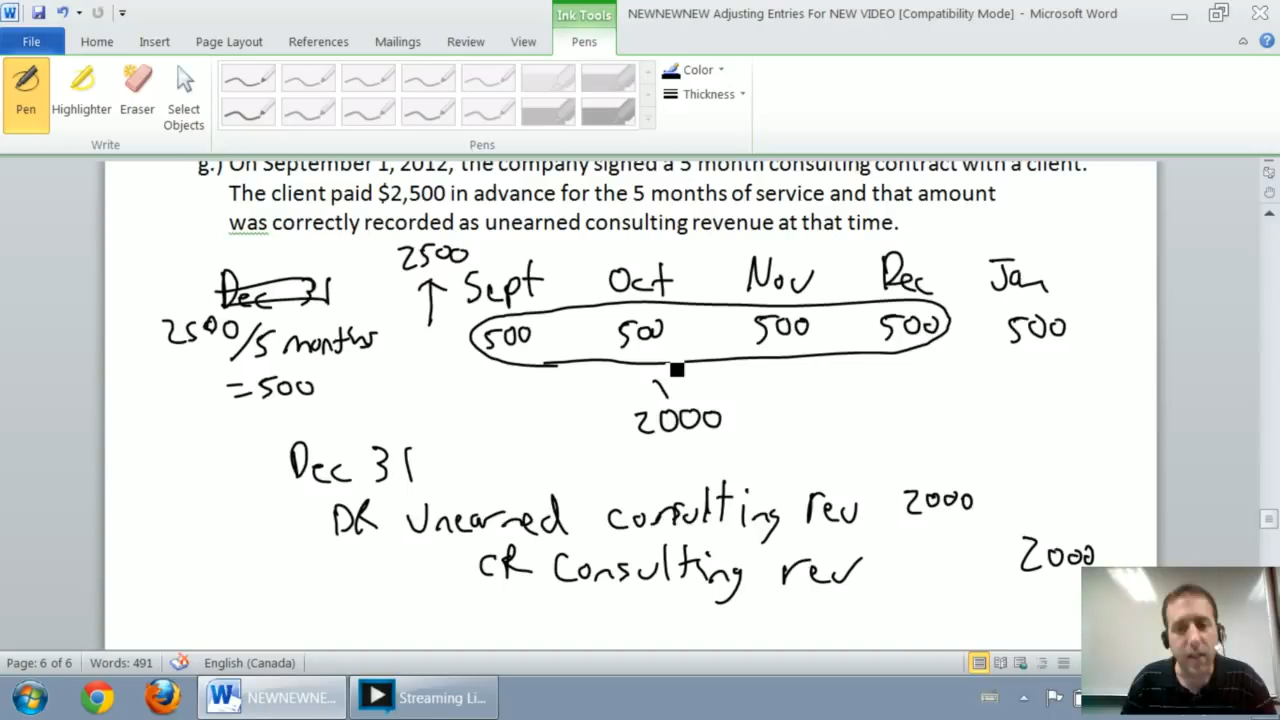 NEWNEWNEW Adjusting Entries For NEW VIDEO [Compatibility Mode] - Microsoft Word
Ink Tools
File Home Insert Page Layout References Mailings Review View Pens
Pen Highlighter Eraser Select Objects
Color
Thickness
Write Pens
g.) On September 1, 2012, the company signed a 5 month consulting contract with a client.
The client paid $2,500 in advance for the 5 months of service and that amount
was correctly recorded as unearned consulting revenue at that time.
2500
Dec 31 Sept Oct Nov Dec Jan
2500/5 months 500 500 500 500 500
=500
2000
Dec 31
DR Unearned consulting rev 2000
CR Consulting rev 2000
Page: 6 of 6 Words: 491 English (Canada)
NEWNEWNE... Streaming Li...